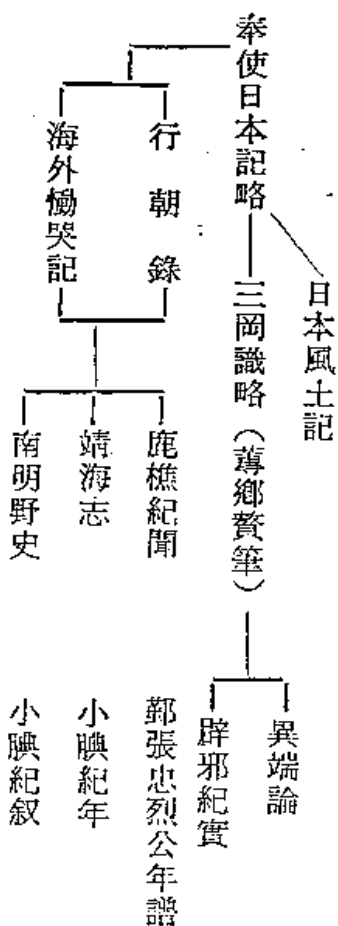 奉使日本記略
日本風土記
三岡識略（蓴鄉贅筆）
異端論
辟邪紀實
行朝錄
海外慟哭記
鹿樵紀聞
靖海志
南明野史
鄞張忠烈公年譜
小腆紀年
小腆紀叙